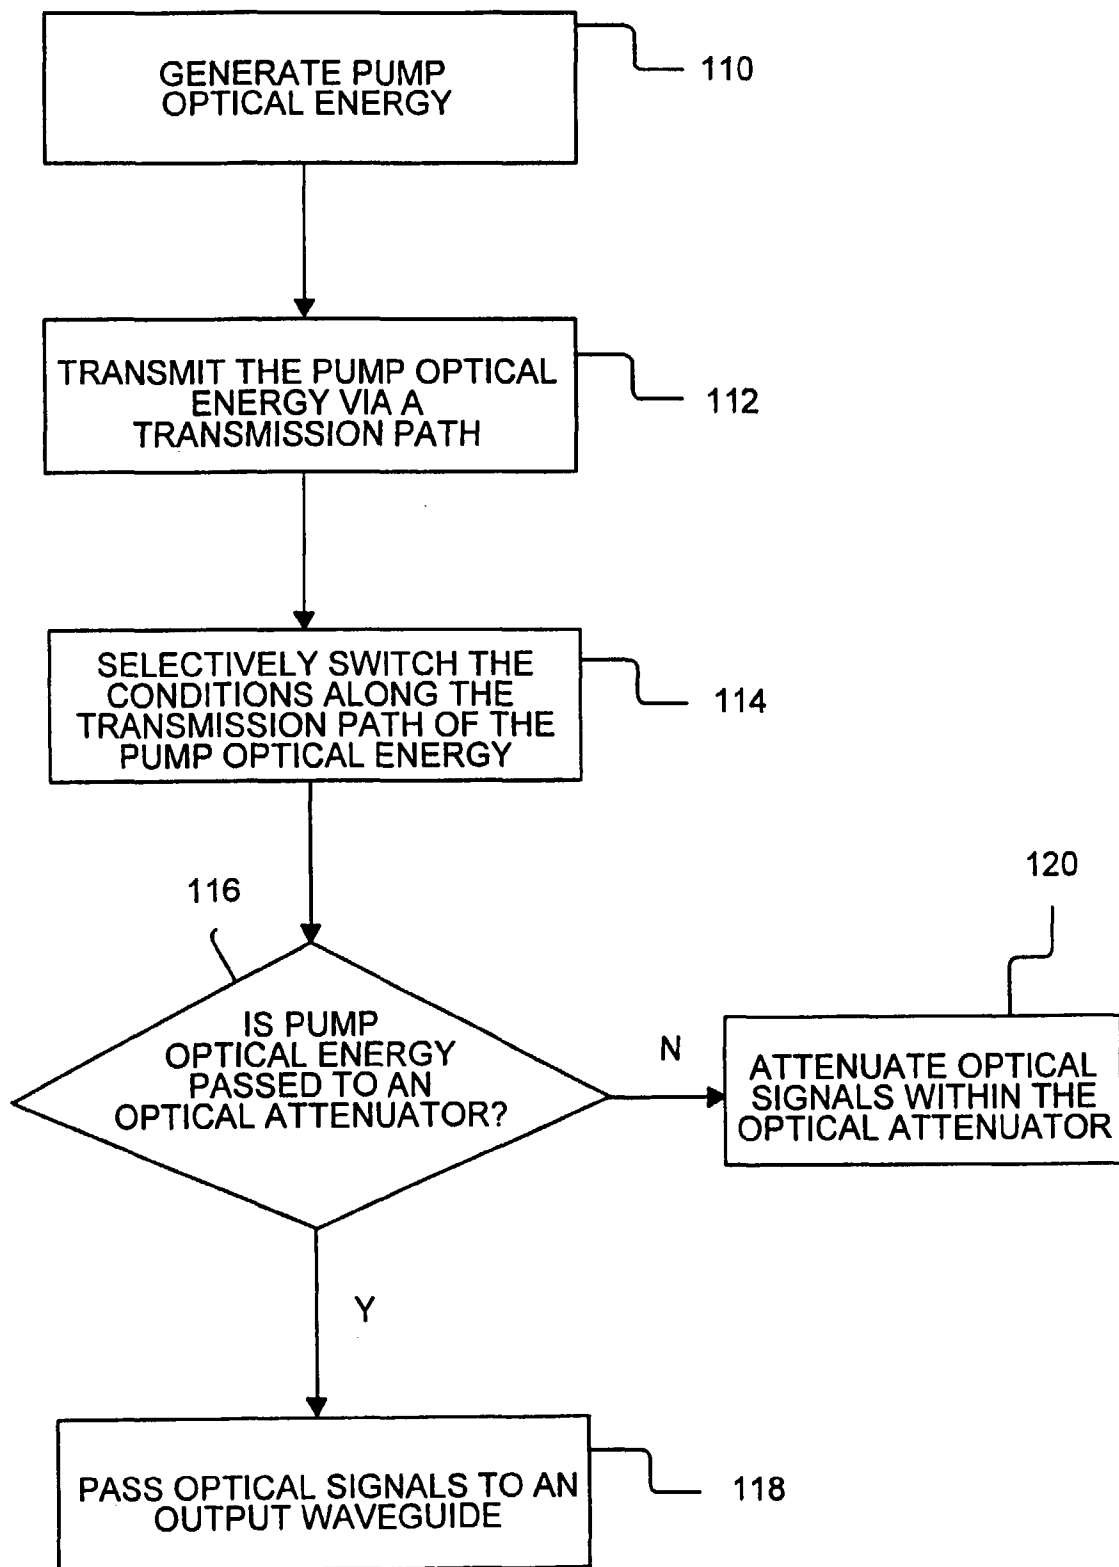 GENERATE PUMP
OPTICAL ENERGY
110
TRANSMIT THE PUMP OPTICAL
ENERGY VIA A
TRANSMISSION PATH
112
SELECTIVELY SWITCH THE
CONDITIONS ALONG THE
TRANSMISSION PATH OF THE
PUMP OPTICAL ENERGY
114
116
IS PUMP
OPTICAL ENERGY
PASSED TO AN
OPTICAL ATTENUATOR?
N
120
ATTENUATE OPTICAL
SIGNALS WITHIN THE
OPTICAL ATTENUATOR
Y
PASS OPTICAL SIGNALS TO AN
OUTPUT WAVEGUIDE
118